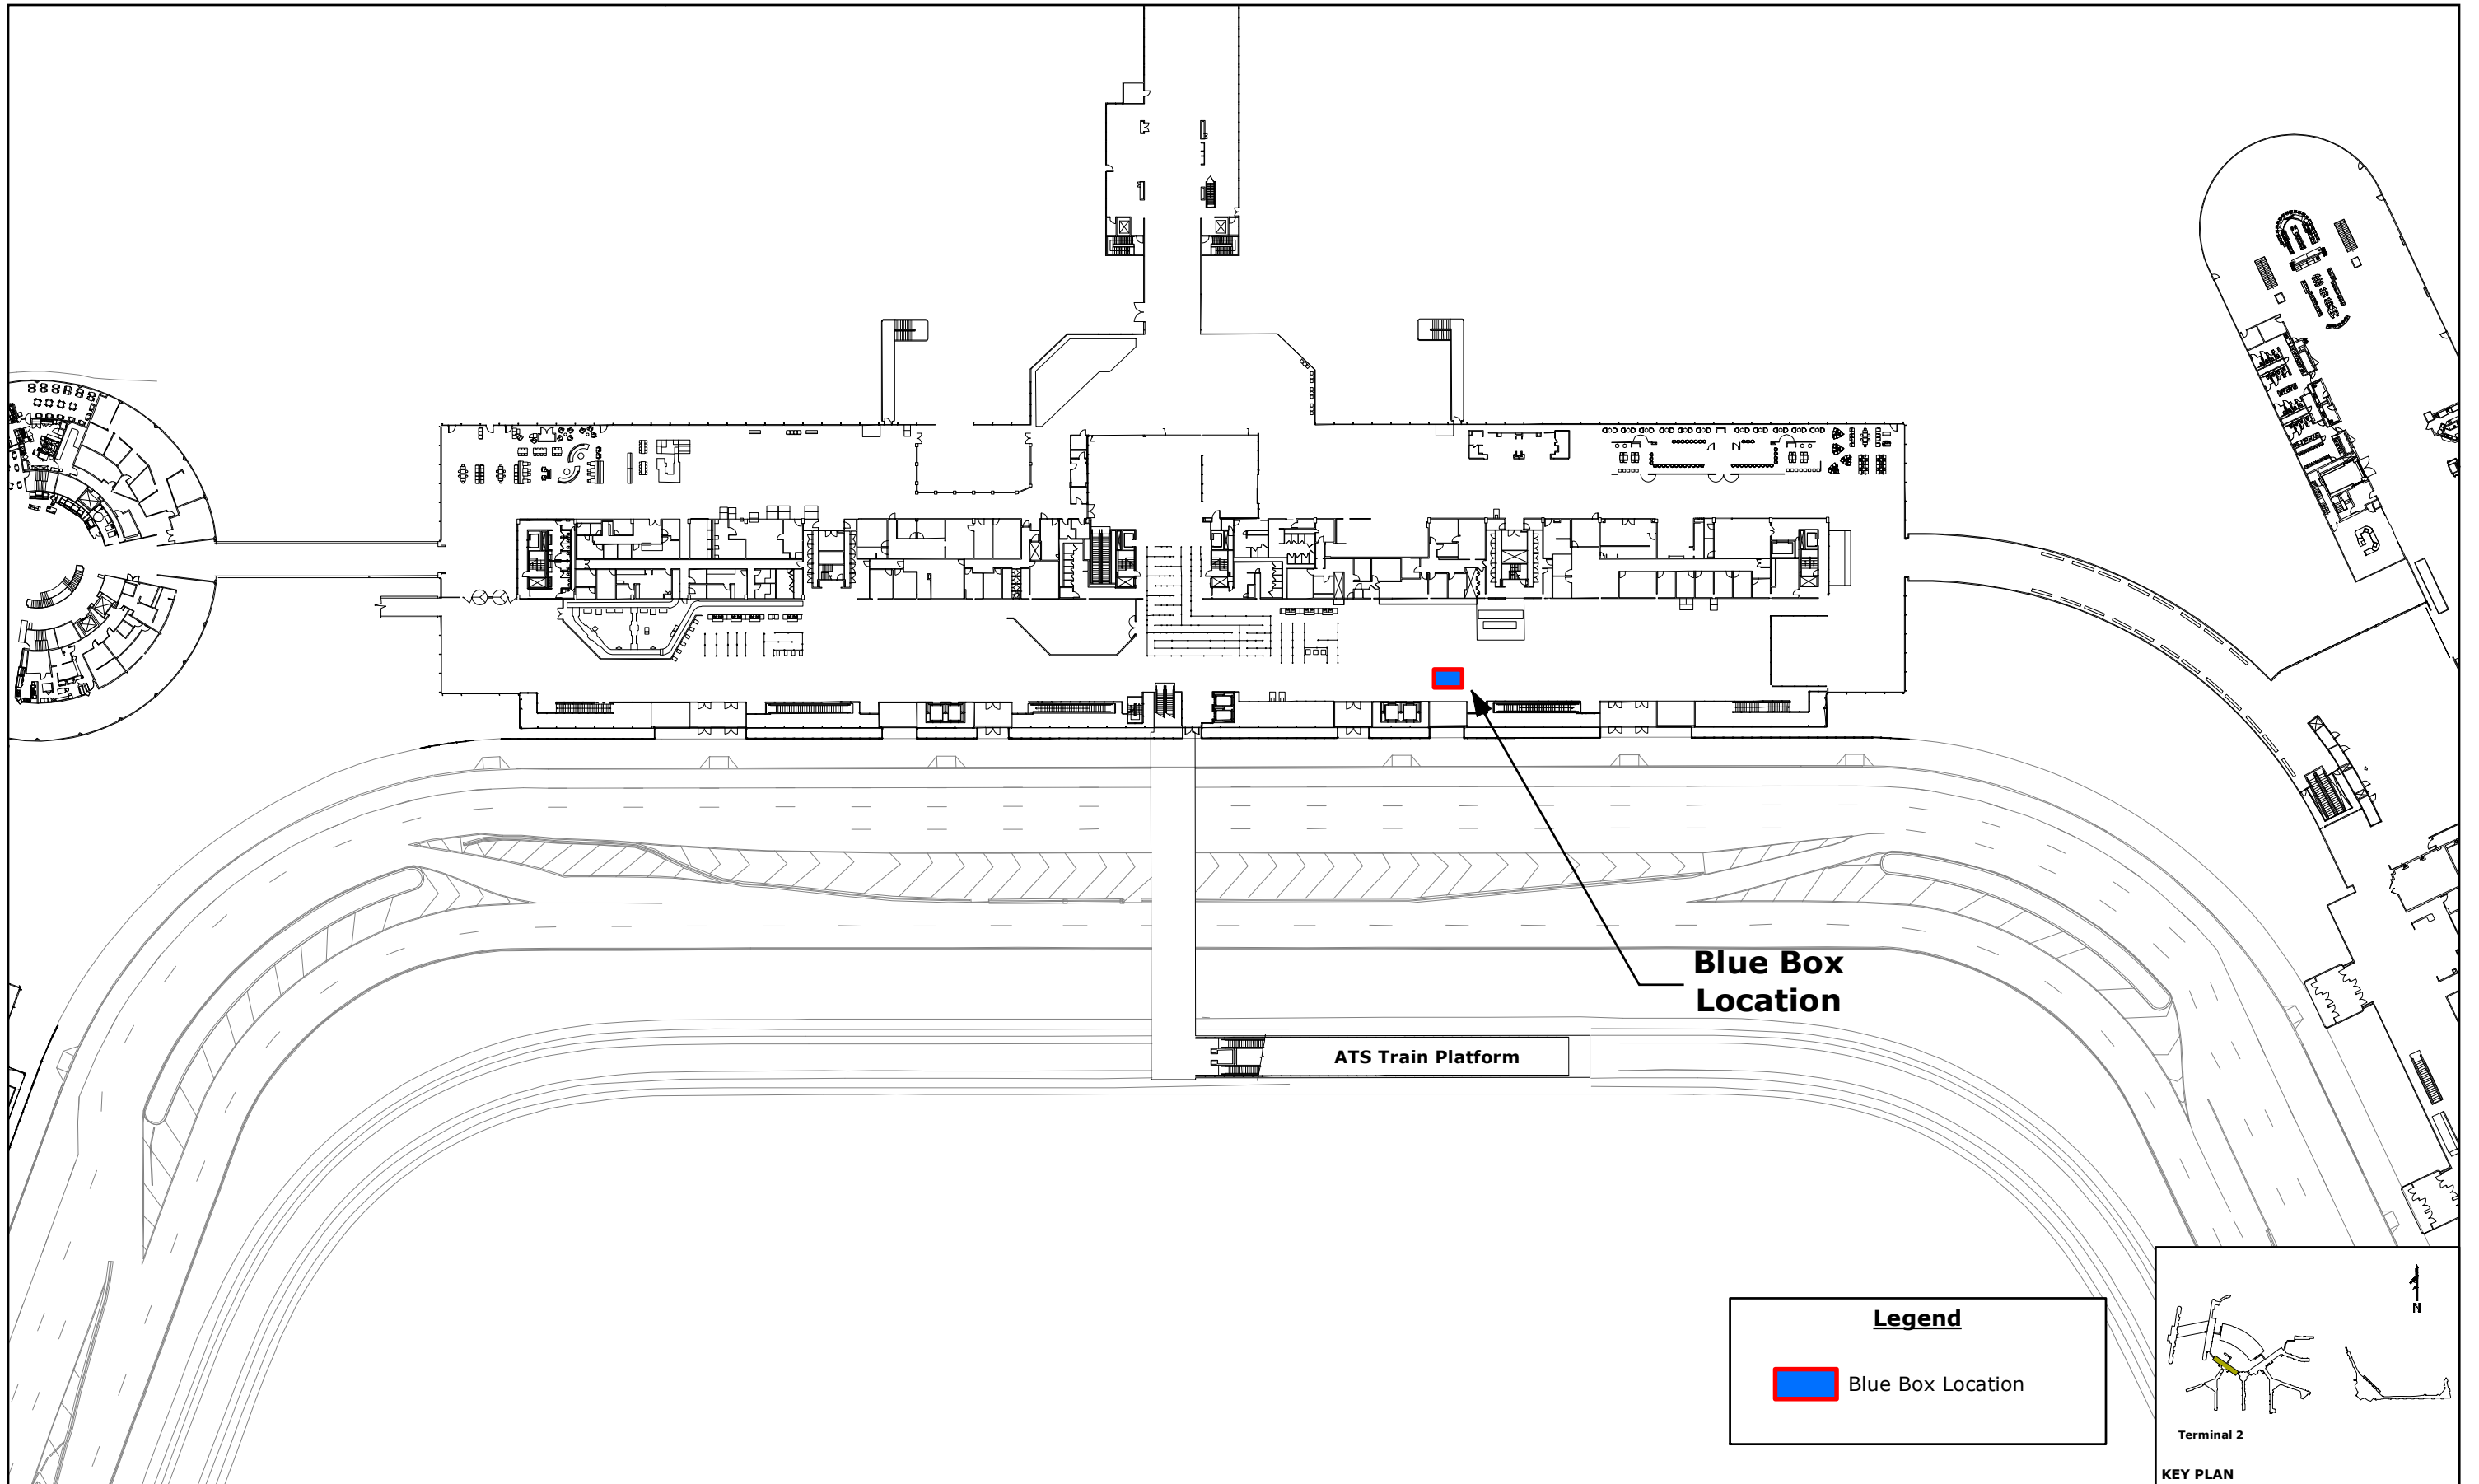 Blue Box
Location
ATS Train Platform
Legend
Blue Box Location
N
Terminal 2
KEY PLAN